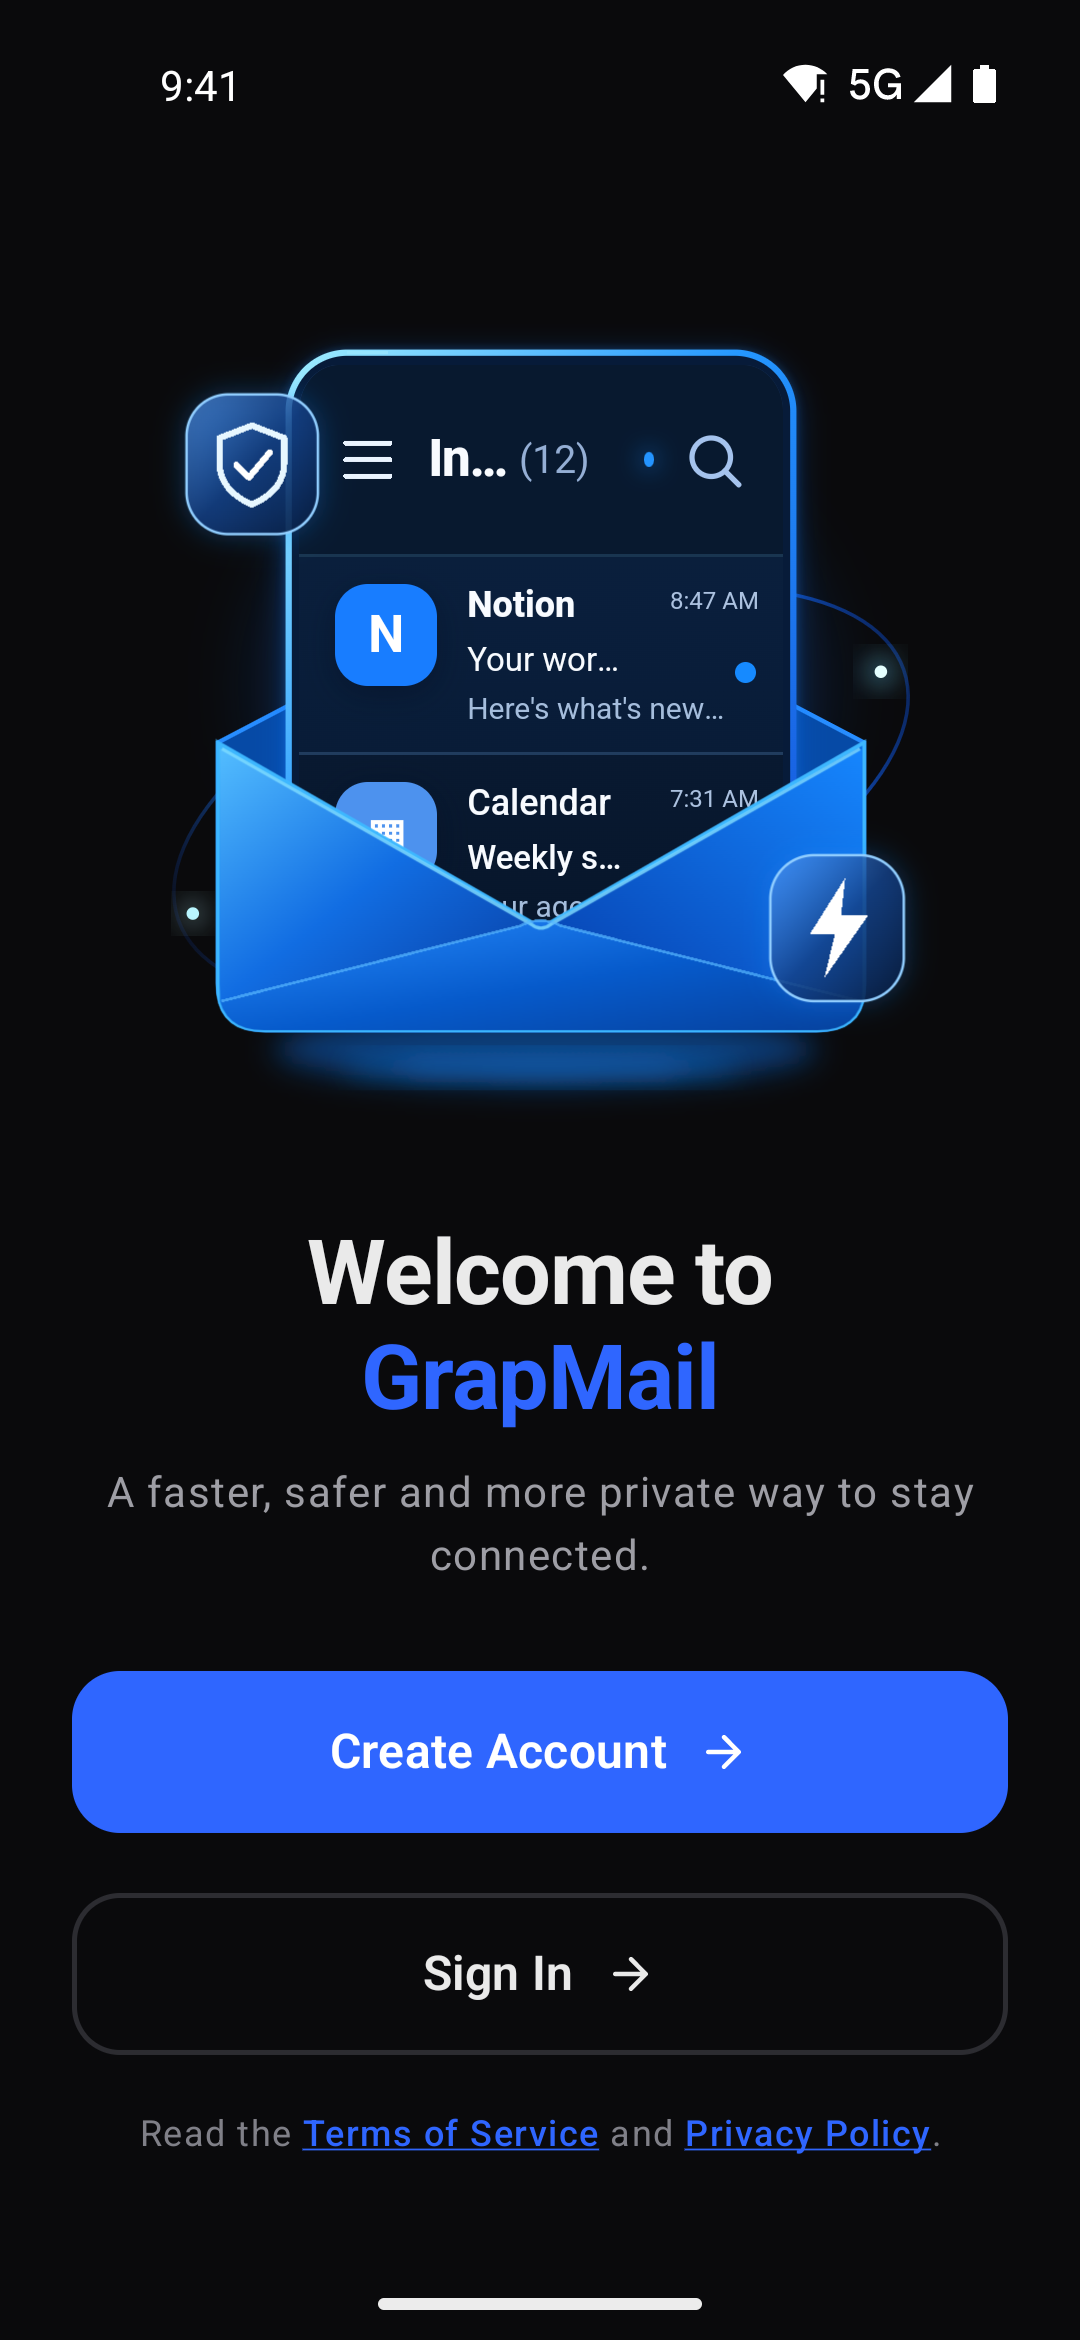 9:41
5G
In... (12)
Notion 8:47 AM
N
Your wor...
Here's what's new...
Calendar 7:31 AM
Weekly s...
Welcome to
GrapMail
A faster, safer and more private way to stay
connected.
Create Account
Sign In
Read the Terms of Service and Privacy Policy.